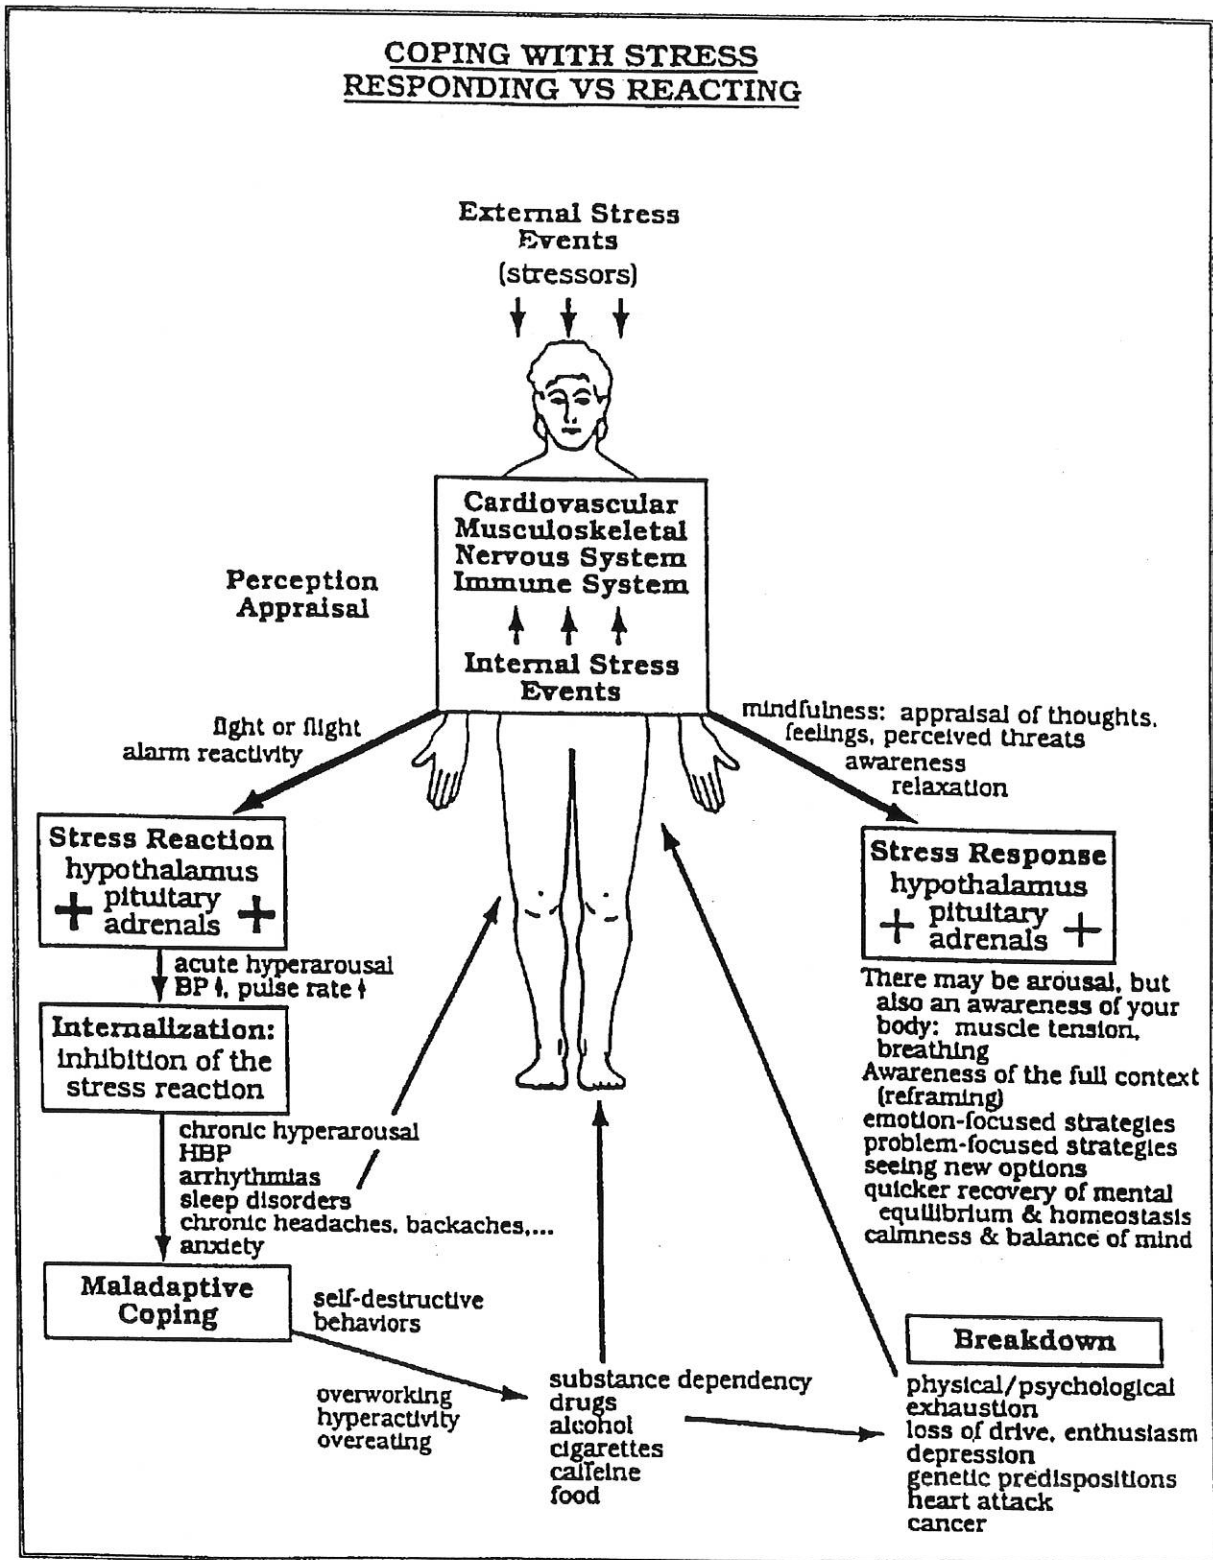 COPING WITH STRESS
RESPONDING VS REACTING
External Stress
Events
(stressors)
Cardiovascular
Musculoskeletal
Nervous System
Immune System
Internal Stress
Events
Perception
Appraisal
fight or flight
alarm reactivity
mindfulness: appraisal of thoughts,
feelings, perceived threats
awareness
relaxation
Stress Reaction
hypothalamus
+ pituitary +
adrenals
acute hyperarousal
BP ↑, pulse rate ↑
Internalization:
inhibition of the
stress reaction
chronic hyperarousal
HBP
arrhythmias
sleep disorders
chronic headaches, backaches,...
anxiety
Maladaptive
Coping
self-destructive
behaviors
overworking
hyperactivity
overeating
substance dependency
drugs
alcohol
cigarettes
caffeine
food
Stress Response
hypothalamus
+ pituitary +
adrenals
There may be arousal, but
also an awareness of your
body: muscle tension,
breathing
Awareness of the full context
(reframing)
emotion-focused strategies
problem-focused strategies
seeing new options
quicker recovery of mental
equilibrium & homeostasis
calmness & balance of mind
Breakdown
physical/psychological
exhaustion
loss of drive, enthusiasm
depression
genetic predispositions
heart attack
cancer